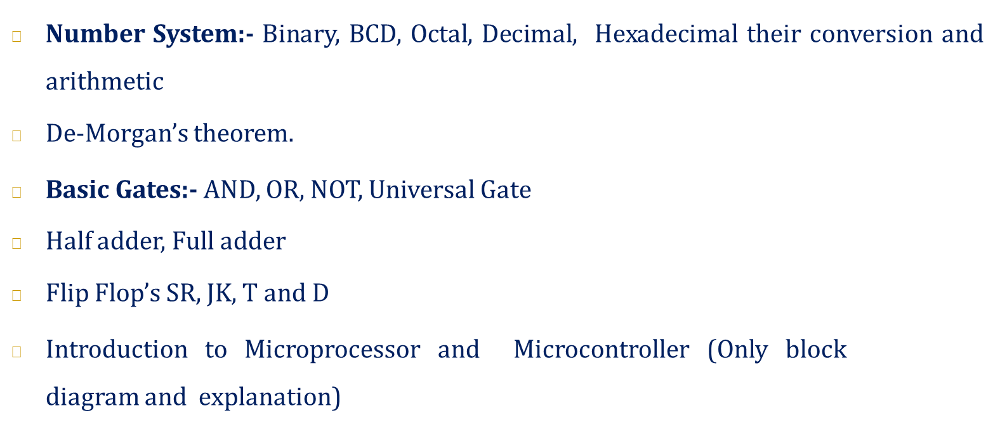 Number System:- Binary, BCD, Octal, Decimal, Hexadecimal their conversion and
arithmetic
De-Morgan’s theorem.
Basic Gates:- AND, OR, NOT, Universal Gate
Half adder, Full adder
Flip Flop’s SR, JK, T and D
Introduction to Microprocessor and Microcontroller (Only block
diagram and explanation)